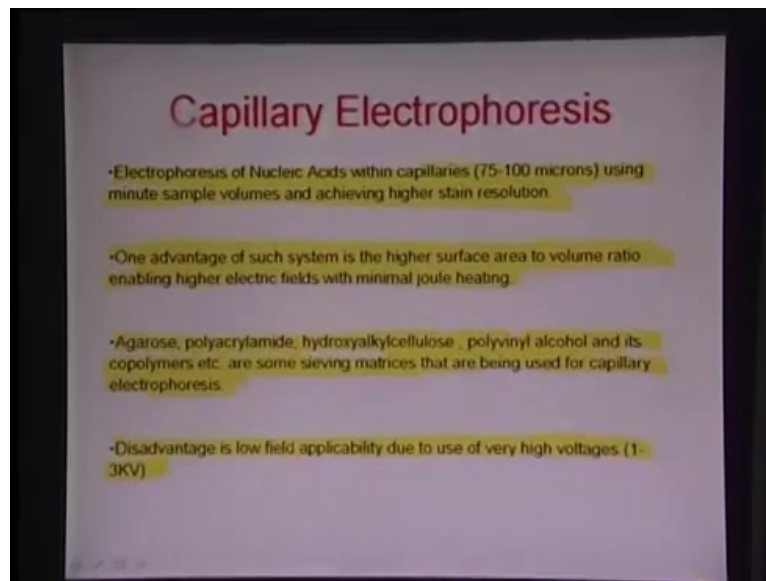 Capillary Electrophoresis
•Electrophoresis of Nucleic Acids within capillaries (75-100 microns) using
minute sample volumes and achieving higher stain resolution.
•One advantage of such system is the higher surface area to volume ratio
enabling higher electric fields with minimal joule heating.
•Agarose, polyacrylamide, hydroxyalkylcellulose , polyvinyl alcohol and its
copolymers etc. are some sieving matrices that are being used for capillary
electrophoresis.
•Disadvantage is low field applicability due to use of very high voltages (1-
3KV)